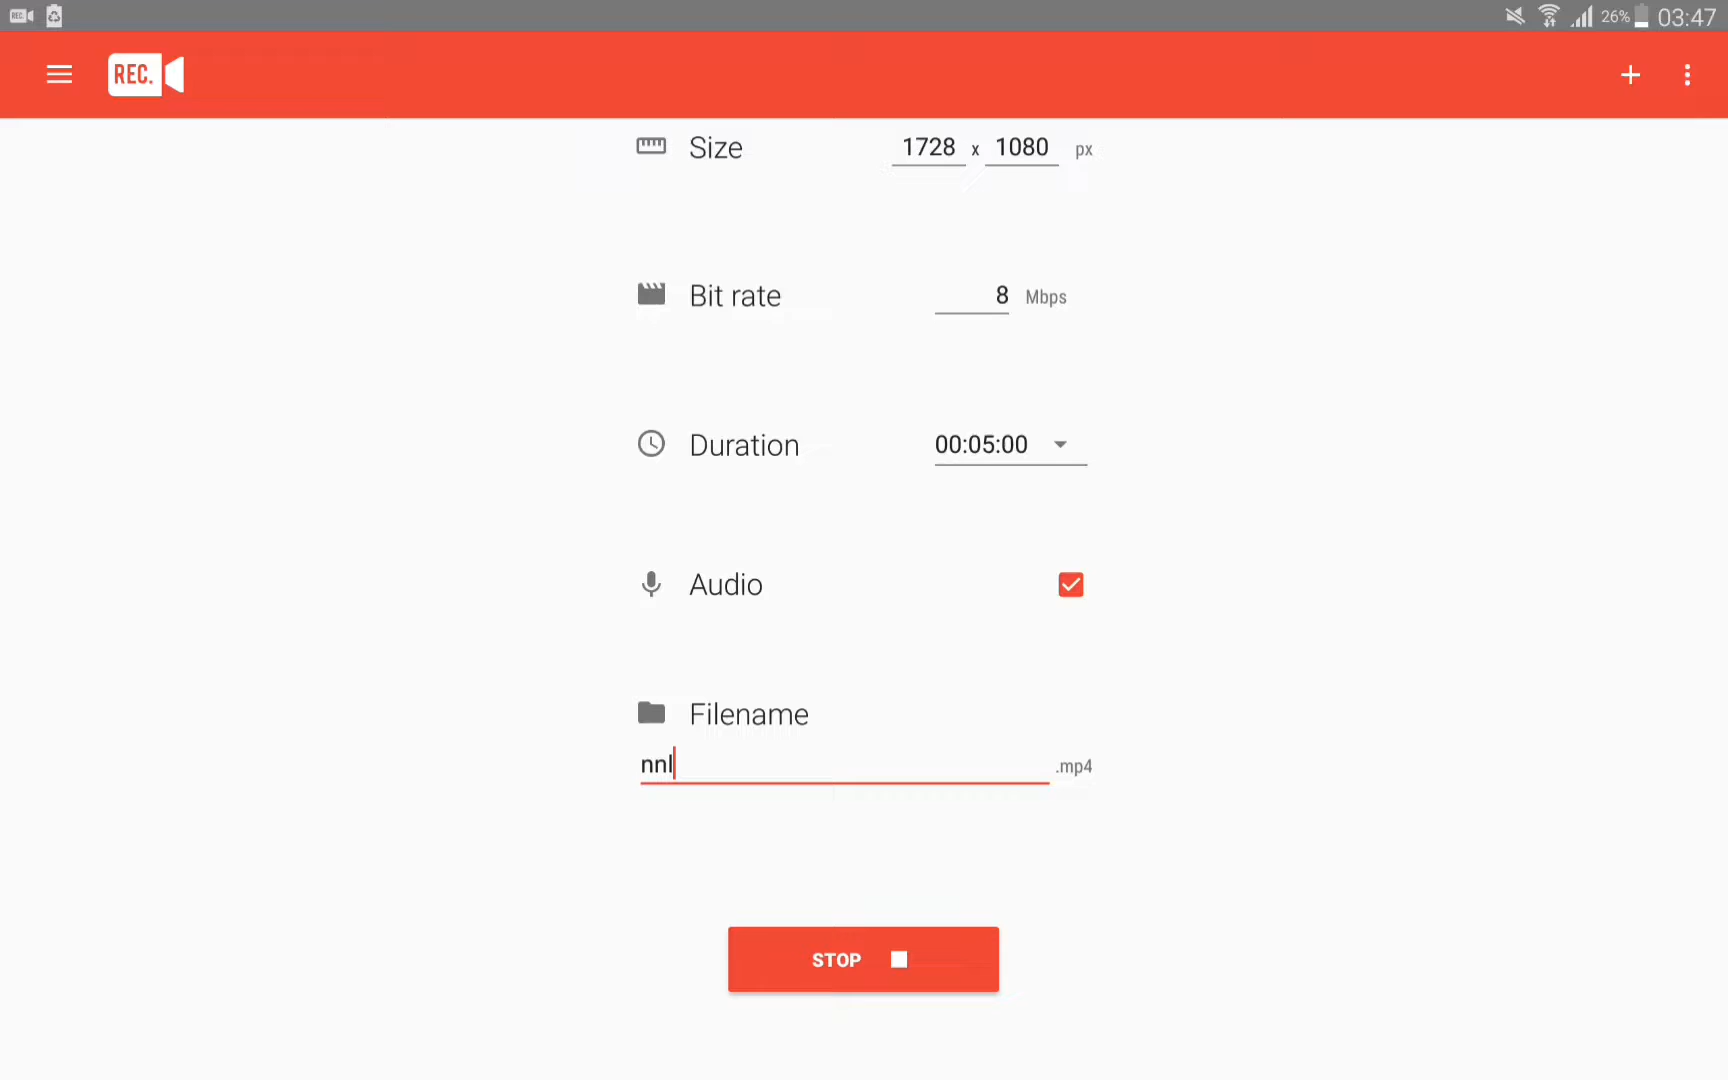 REC. 26% 03:47
REC.
Size 1728 x 1080 px
Bit rate 8 Mbps
Duration 00:05:00
Audio
Filename
nnl .mp4
STOP